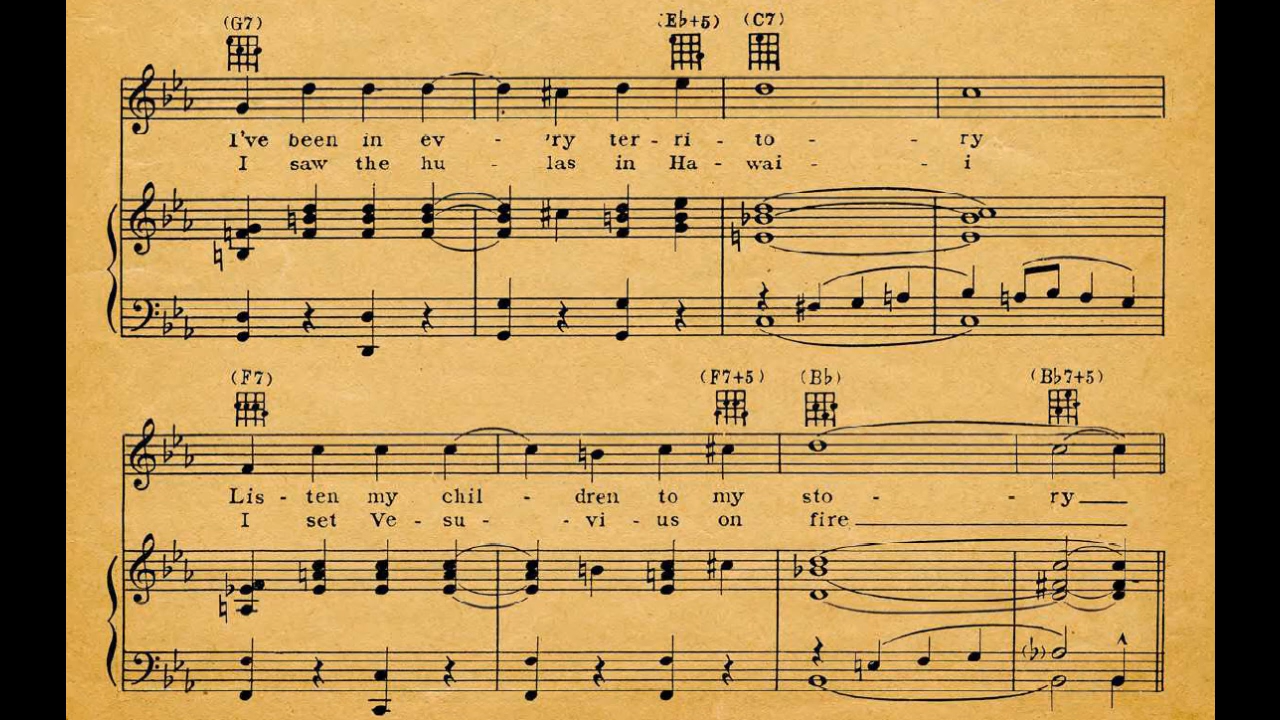 (G7) (Eb+5) (C7)
I've been in ev - 'ry ter - ri - to - - ry
I saw the hu - las in Ha - wai - - i
(F7) (F7+5) (B♭) (B♭7+5)
Lis - ten my chil - dren to my sto - - ry
I set Ve - su - - vi - us on fire